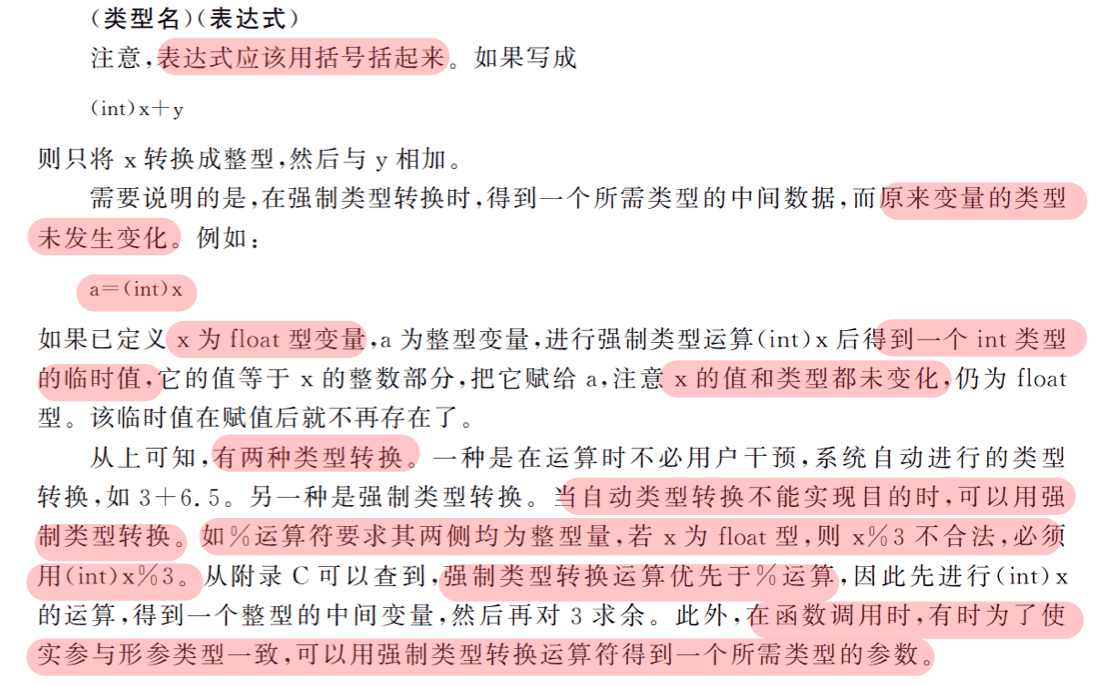 (类型名)(表达式)
注意,表达式应该用括号括起来。如果写成
(int)x+y
则只将 x 转换成整型,然后与 y 相加。
需要说明的是,在强制类型转换时,得到一个所需类型的中间数据,而原来变量的类型
未发生变化。例如:
a=(int)x
如果已定义 x 为 float 型变量,a 为整型变量,进行强制类型运算(int)x 后得到一个 int 类型
的临时值,它的值等于 x 的整数部分,把它赋给 a,注意 x 的值和类型都未变化,仍为 float
型。该临时值在赋值后就不再存在了。
从上可知,有两种类型转换。一种是在运算时不必用户干预,系统自动进行的类型
转换,如 3+6.5。另一种是强制类型转换。当自动类型转换不能实现目的时,可以用强
制类型转换。如%运算符要求其两侧均为整型量,若 x 为 float 型,则 x%3 不合法,必须
用(int)x%3。从附录 C 可以查到,强制类型转换运算优先于%运算,因此先进行(int)x
的运算,得到一个整型的中间变量,然后再对 3 求余。此外,在函数调用时,有时为了使
实参与形参类型一致,可以用强制类型转换运算符得到一个所需类型的参数。